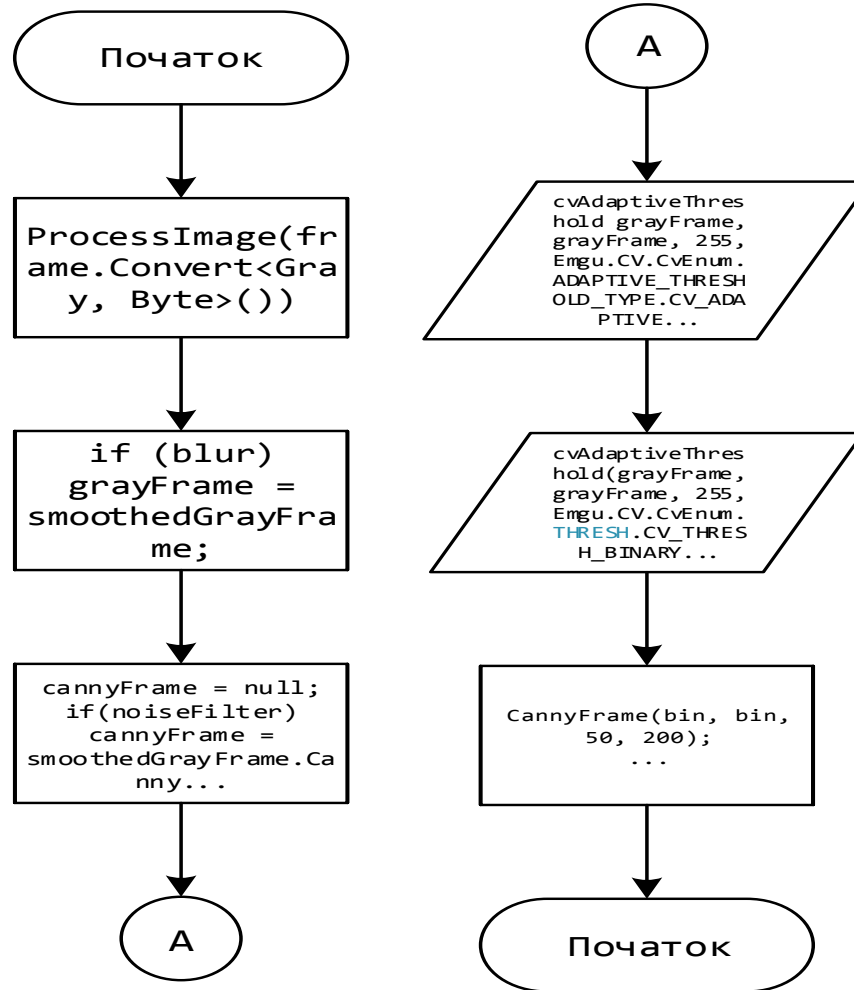 Початок
ProcessImage(fr
ame.Convert<Gra
y, Byte>())
if (blur)
grayFrame =
smoothedGrayFra
me;
cannyFrame = null;
if(noiseFilter)
cannyFrame =
smoothedGrayFrame.Ca
nny...
A
A
cvAdaptiveThres
hold grayFrame,
grayFrame, 255,
Emgu.CV.CvEnum.
ADAPTIVE_THRESH
OLD_TYPE.CV_ADA
PTIVE...
cvAdaptiveThres
hold(grayFrame,
grayFrame, 255,
Emgu.CV.CvEnum.
THRESH.CV_THRES
H_BINARY...
CannyFrame(bin, bin,
50, 200);
...
Початок